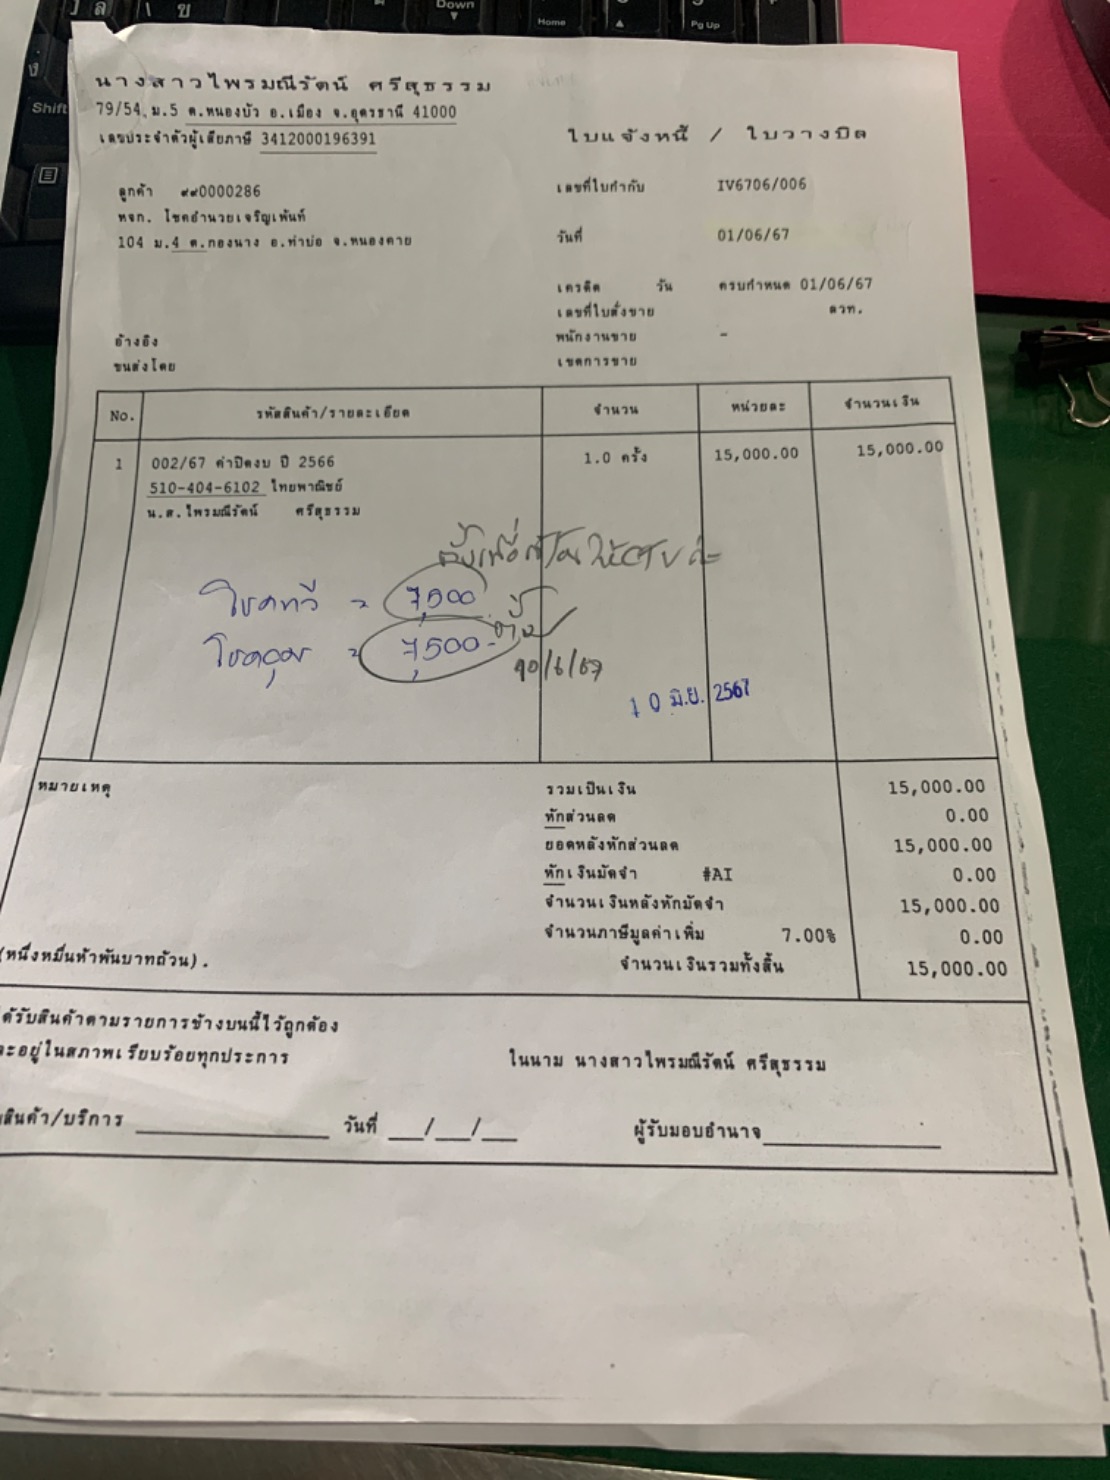 นางสาวไพรมณีรัตน์ ศรีสุธรรม
79/54 ม.5 ต.หนองบัว อ.เมือง จ.อุดรธานี 41000
เลขประจำตัวผู้เสียภาษี 3412000196391
ใบแจ้งหนี้ / ใบวางบิล
ลูกค้า ๙๙0000286
หจก. โชคอำนวยเจริญเพ้นท์
104 ม.4 ต.กองนาง อ.ท่าบ่อ จ.หนองคาย
เลขที่ใบกำกับ IV6706/006
วันที่ 01/06/67
เครดิต วัน ครบกำหนด 01/06/67
เลขที่ใบสั่งขาย ลวท.
พนักงานขาย -
เขตการขาย
อ้างอิง
ขนส่งโดย
No. รหัสสินค้า/รายละเอียด จำนวน หน่วยละ จำนวนเงิน
1 002/67 ค่าปิดงบ ปี 2566 1.0 ครั้ง 15,000.00 15,000.00
510-404-6102 ไทยพาณิชย์
น.ส.ไพรมณีรัตน์ ศรีสุธรรม
โชคทวี = 7,500
= 7,500-
10/6/67
10 มิ.ย. 2567
หมายเหตุ
รวมเป็นเงิน 15,000.00
หักส่วนลด 0.00
ยอดหลังหักส่วนลด 15,000.00
หักเงินมัดจำ #AI 0.00
จำนวนเงินหลังหักมัดจำ 15,000.00
จำนวนภาษีมูลค่าเพิ่ม 7.00% 0.00
(หนึ่งหมื่นห้าพันบาทถ้วน). จำนวนเงินรวมทั้งสิ้น 15,000.00
ได้รับสินค้าตามรายการข้างบนนี้ไว้ถูกต้อง
และอยู่ในสภาพเรียบร้อยทุกประการ
ในนาม นางสาวไพรมณีรัตน์ ศรีสุธรรม
สินค้า/บริการ วันที่ __/__/__ ผู้รับมอบอำนาจ